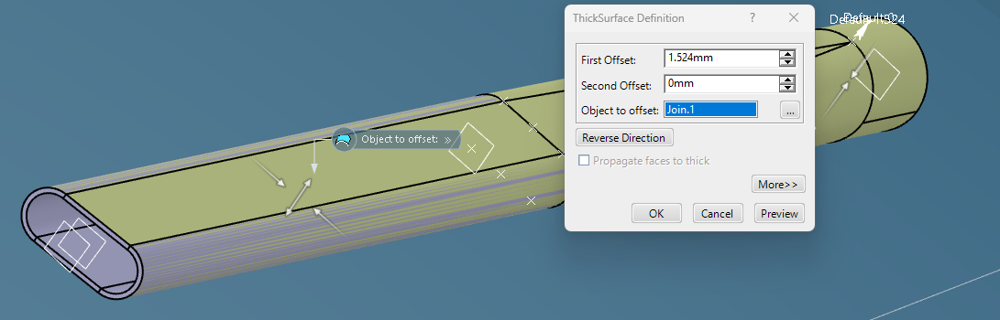 ThickSurface Definition
?
First Offset:
1.524mm
Second Offset:
0mm
Object to offset:
Join.1
...
Reverse Direction
Propagate faces to thick
More>>
OK
Cancel
Preview
Object to offset: »